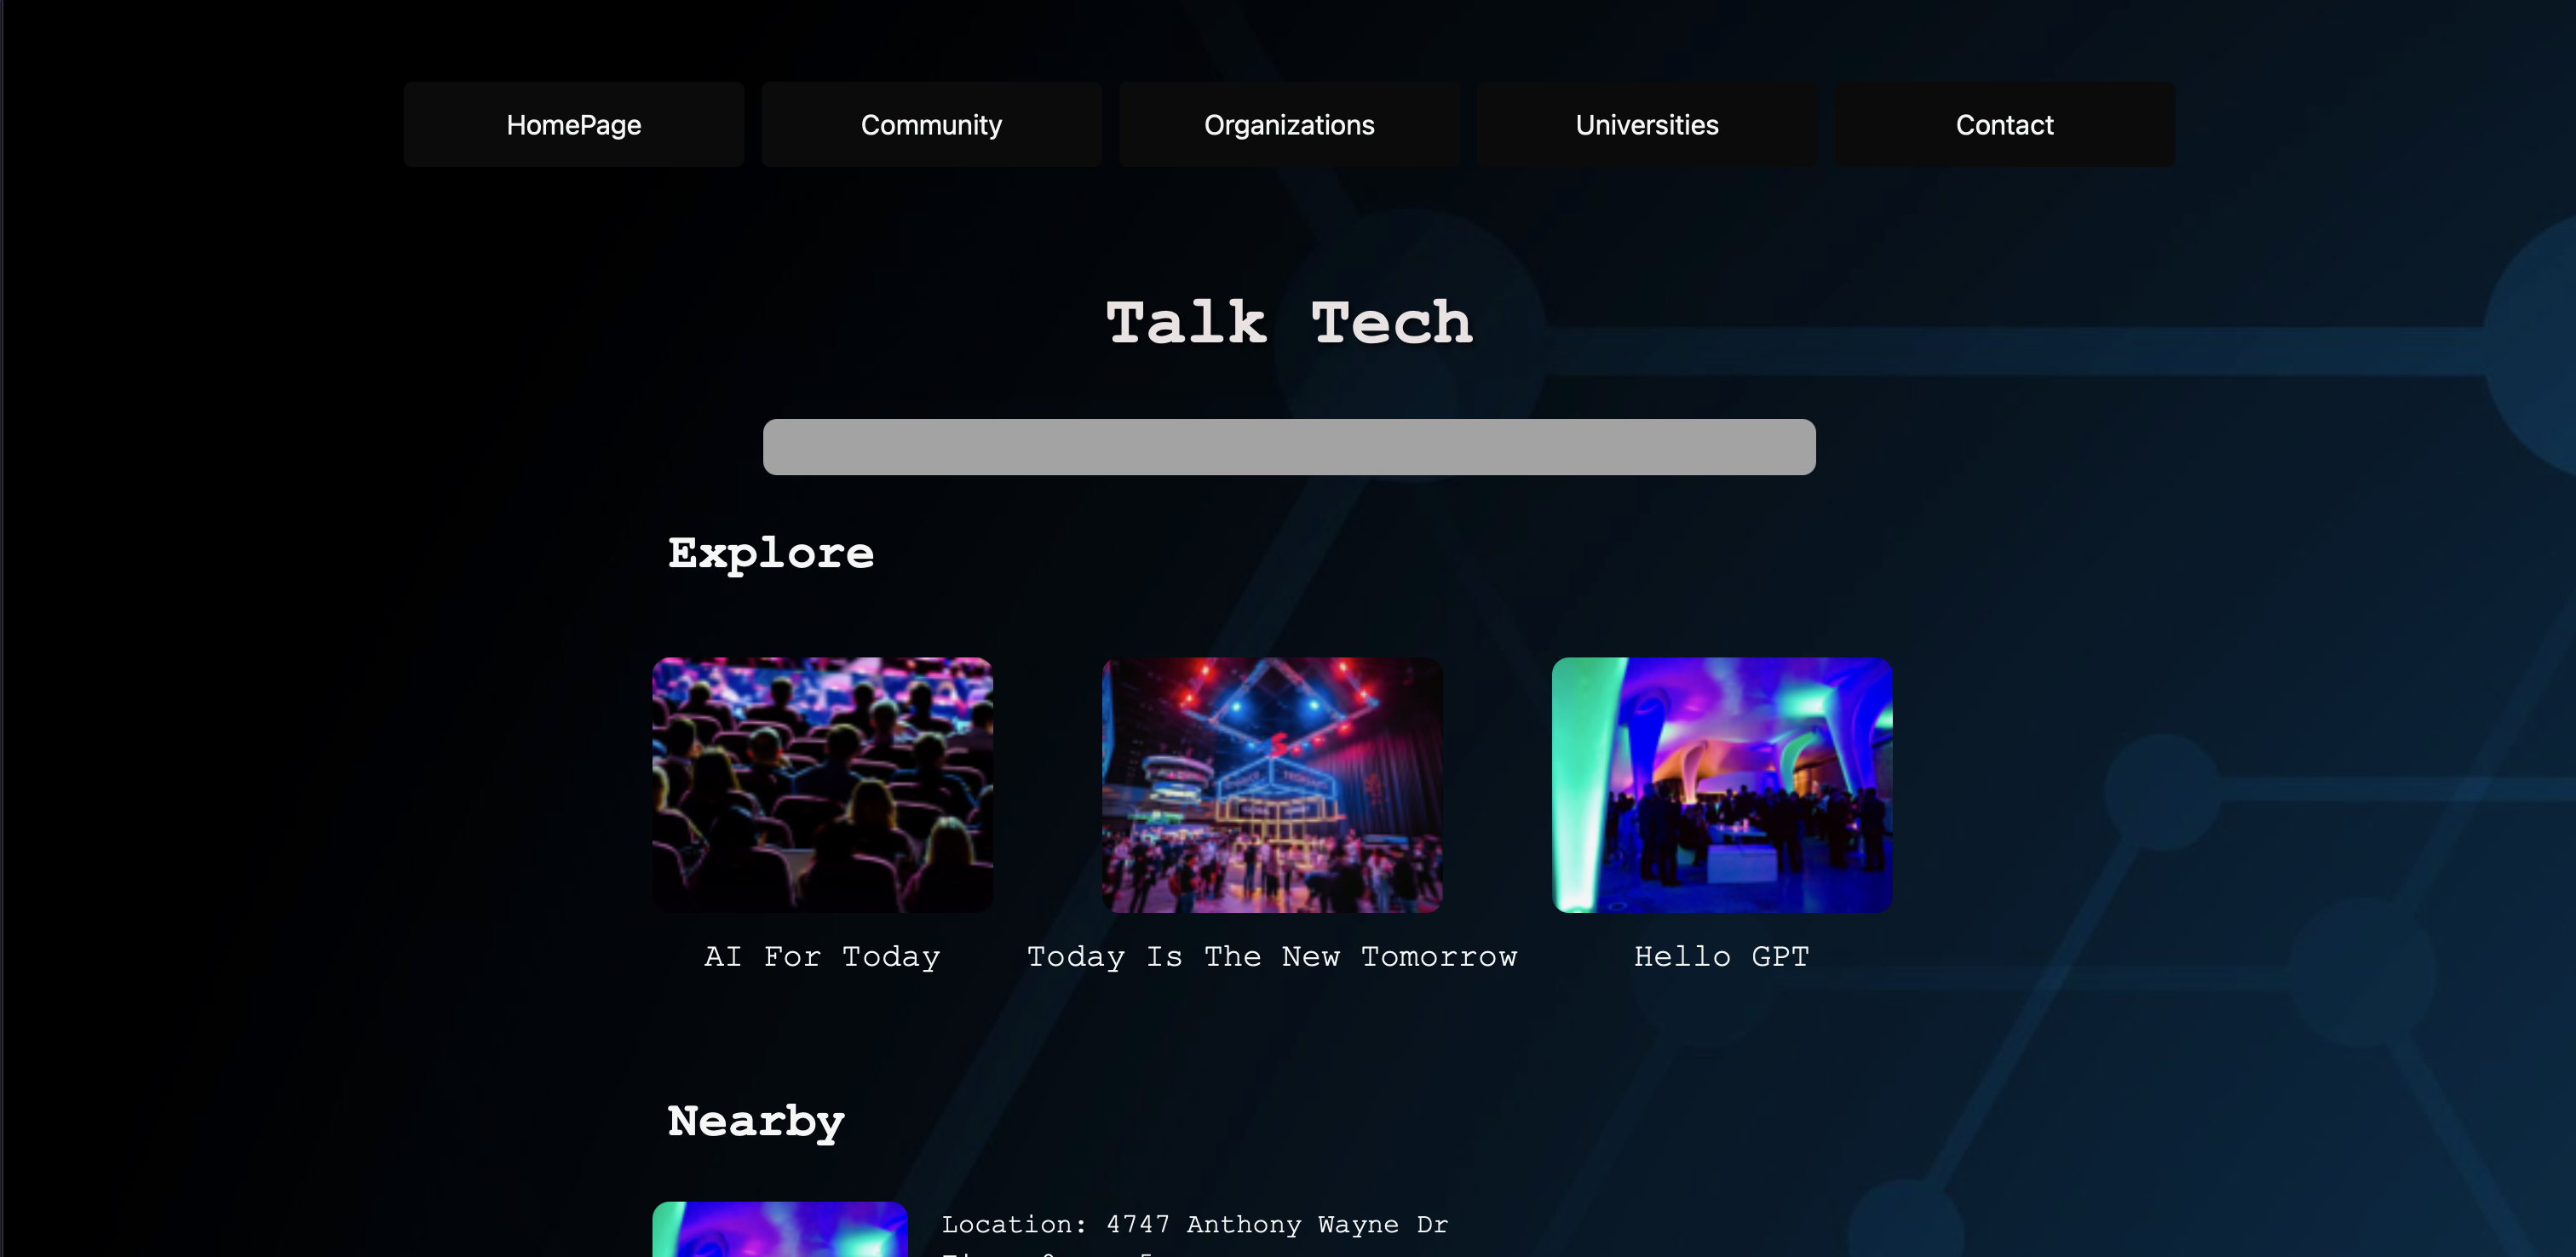 HomePage
Community
Organizations
Universities
Contact
Talk Tech
Explore
AI For Today
Today Is The New Tomorrow
Hello GPT
Nearby
Location: 4747 Anthony Wayne Dr